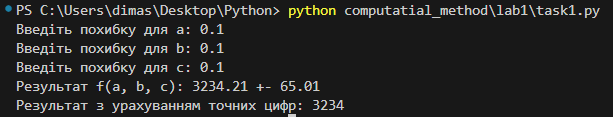 PS C:\Users\dimas\Desktop\Python> python computatial_method\lab1\task1.py
Введіть похибку для a: 0.1
Введіть похибку для b: 0.1
Введіть похибку для c: 0.1
Результат f(a, b, c): 3234.21 +- 65.01
Результат з урахуванням точних цифр: 3234